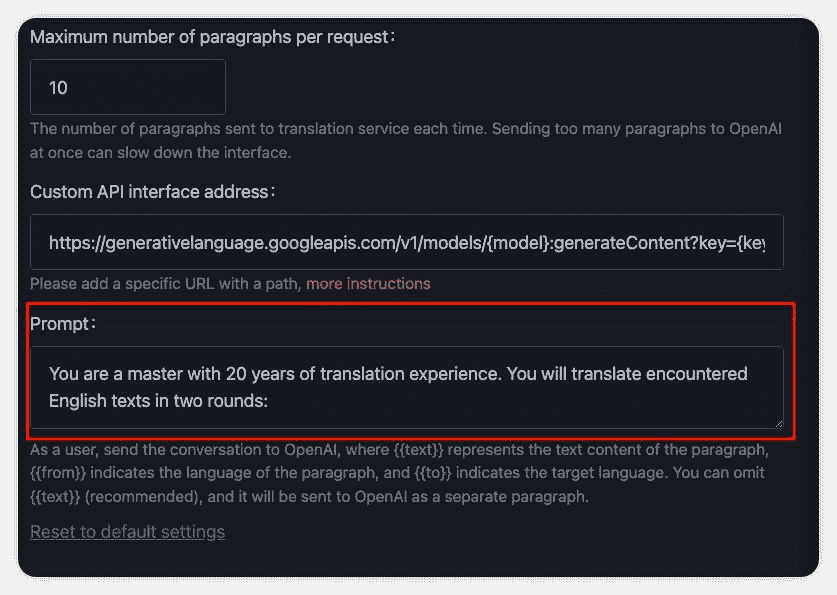 Maximum number of paragraphs per request:
10
The number of paragraphs sent to translation service each time. Sending too many paragraphs to OpenAI
at once can slow down the interface.
Custom API interface address:
https://generativelanguage.googleapis.com/v1/models/{model}:generateContent?key={key
Please add a specific URL with a path, more instructions
Prompt:
You are a master with 20 years of translation experience. You will translate encountered
English texts in two rounds:
As a user, send the conversation to OpenAI, where {{text}} represents the text content of the paragraph,
{{from}} indicates the language of the paragraph, and {{to}} indicates the target language. You can omit
{{text}} (recommended), and it will be sent to OpenAI as a separate paragraph.
Reset to default settings